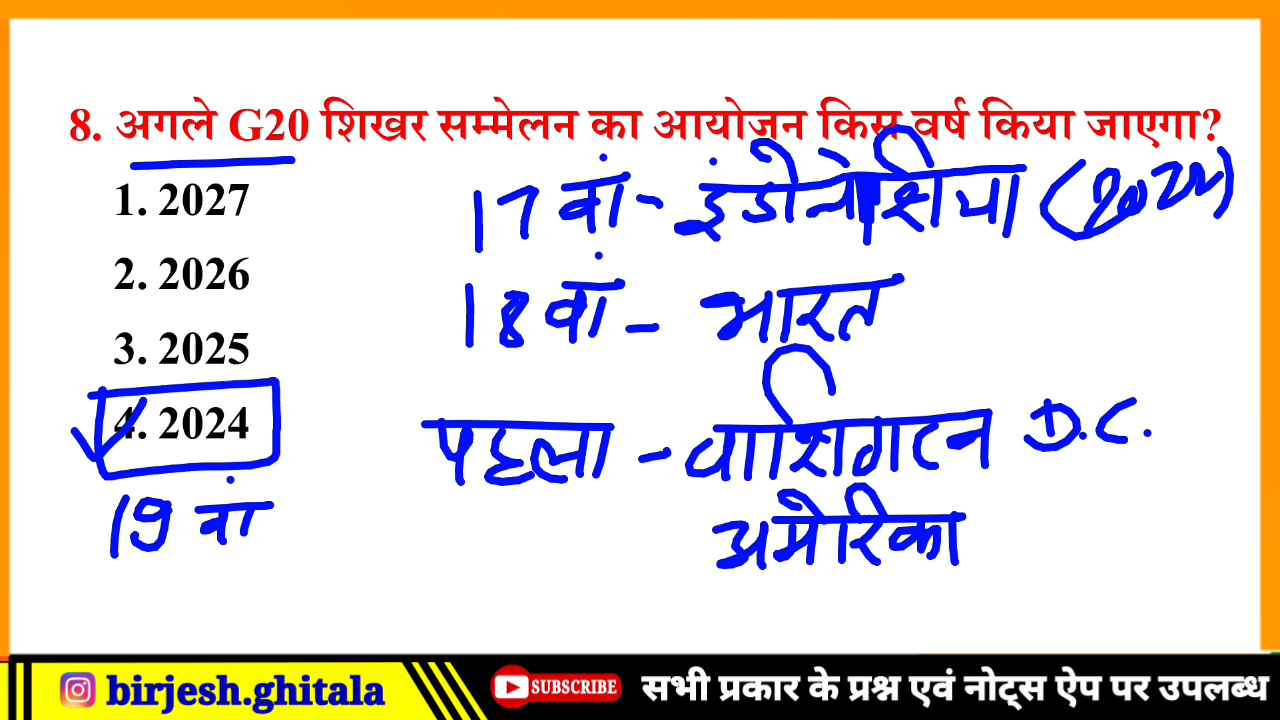 8. अगले G20 शिखर सम्मेलन का आयोजन किस वर्ष किया जाएगा?
1. 2027
17 वां - इंडोनेशिया (2022)
2. 2026
18 वां - भारत
3. 2025
4. 2024
पहला - वाशिंगटन D.C.
19 वां
अमेरिका
birjesh.ghitala
SUBSCRIBE
सभी प्रकार के प्रश्न एवं नोट्स ऐप पर उपलब्ध